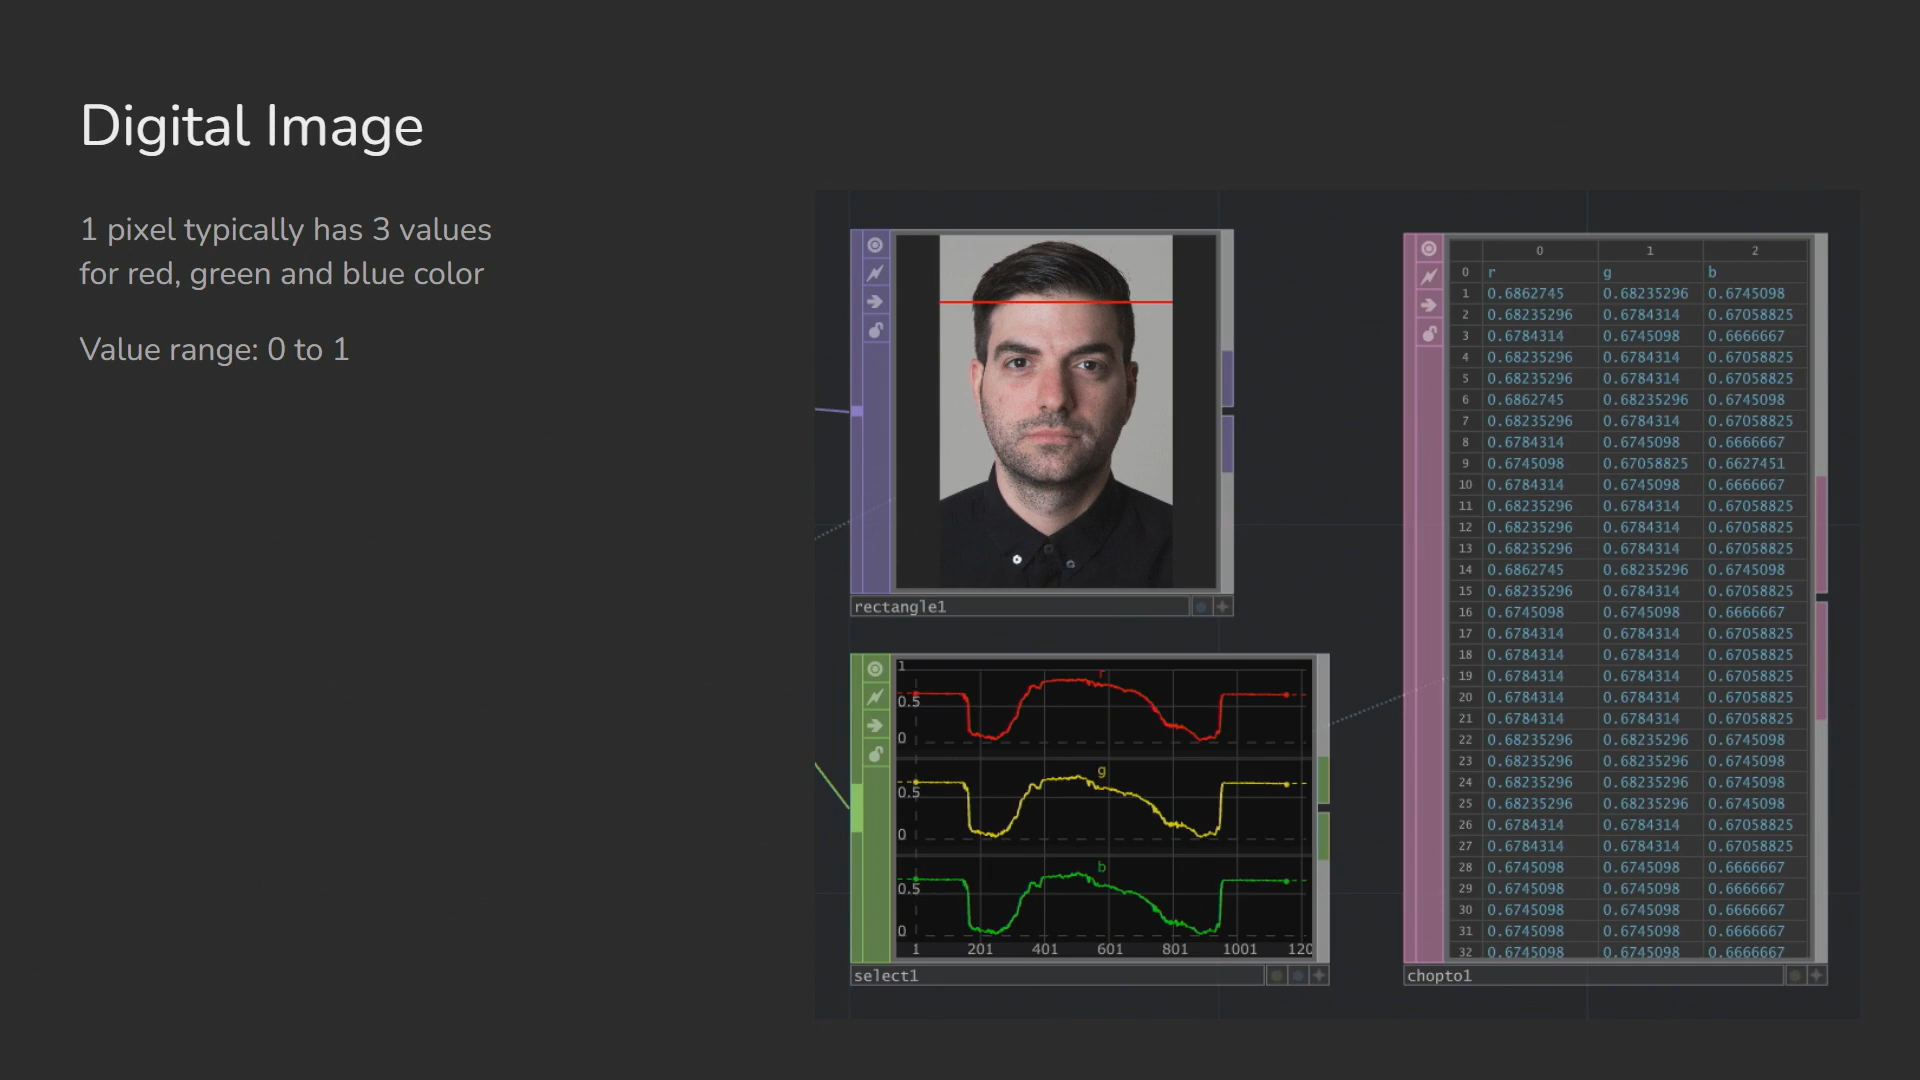 Digital Image
1 pixel typically has 3 values
for red, green and blue color
Value range: 0 to 1
rectangle1
1
r
0.5
0
g
0.5
0
b
0.5
0
1 201 401 601 801 1001 120
select1
0 1 2
0 r g b
1 0.6862745 0.68235296 0.6745098
2 0.68235296 0.6784314 0.67058825
3 0.6784314 0.6745098 0.6666667
4 0.68235296 0.6784314 0.67058825
5 0.68235296 0.6784314 0.67058825
6 0.6862745 0.68235296 0.6745098
7 0.68235296 0.6784314 0.67058825
8 0.6784314 0.6745098 0.6666667
9 0.6745098 0.67058825 0.6627451
10 0.6784314 0.6745098 0.6666667
11 0.68235296 0.6784314 0.67058825
12 0.68235296 0.6784314 0.67058825
13 0.68235296 0.6784314 0.67058825
14 0.6862745 0.68235296 0.6745098
15 0.68235296 0.6784314 0.67058825
16 0.6745098 0.6745098 0.6666667
17 0.6784314 0.6784314 0.67058825
18 0.6784314 0.6784314 0.67058825
19 0.6784314 0.6784314 0.67058825
20 0.6784314 0.6784314 0.67058825
21 0.6784314 0.6784314 0.67058825
22 0.68235296 0.68235296 0.6745098
23 0.68235296 0.68235296 0.6745098
24 0.68235296 0.68235296 0.6745098
25 0.68235296 0.68235296 0.6745098
26 0.6784314 0.6784314 0.67058825
27 0.6784314 0.6784314 0.67058825
28 0.6745098 0.6745098 0.6666667
29 0.6745098 0.6745098 0.6666667
30 0.6745098 0.6745098 0.6666667
31 0.6745098 0.6745098 0.6666667
32 0.6745098 0.6745098 0.6666667
chopto1